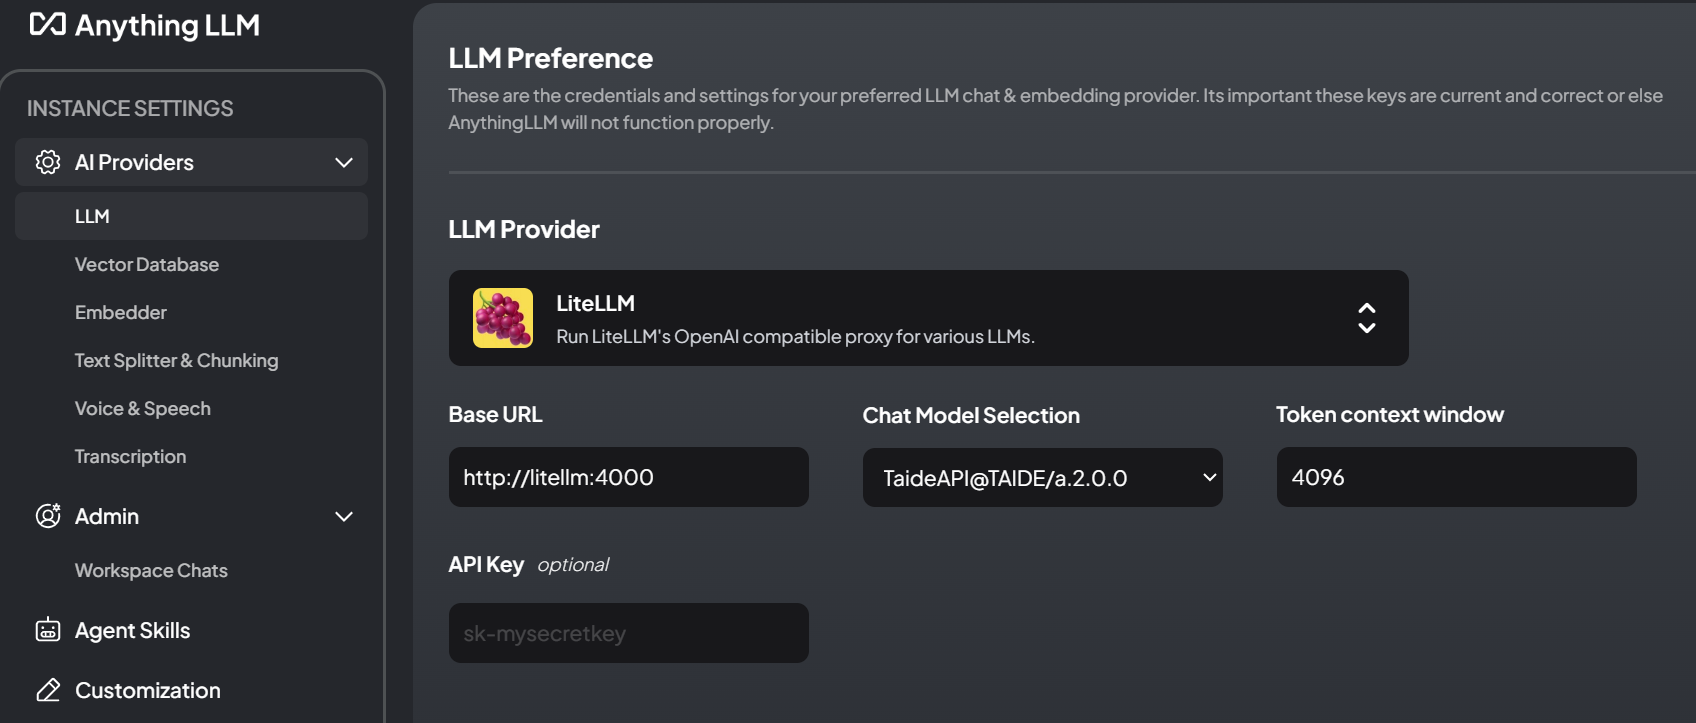 Anything LLM
INSTANCE SETTINGS
AI Providers
LLM
Vector Database
Embedder
Text Splitter & Chunking
Voice & Speech
Transcription
Admin
Workspace Chats
Agent Skills
Customization
LLM Preference
These are the credentials and settings for your preferred LLM chat & embedding provider. Its important these keys are current and correct or else
AnythingLLM will not function properly.
LLM Provider
LiteLLM
Run LiteLLM's OpenAI compatible proxy for various LLMs.
Base URL
http://litellm:4000
Chat Model Selection
TaideAPI@TAIDE/a.2.0.0
Token context window
4096
API Key optional
sk-mysecretkey